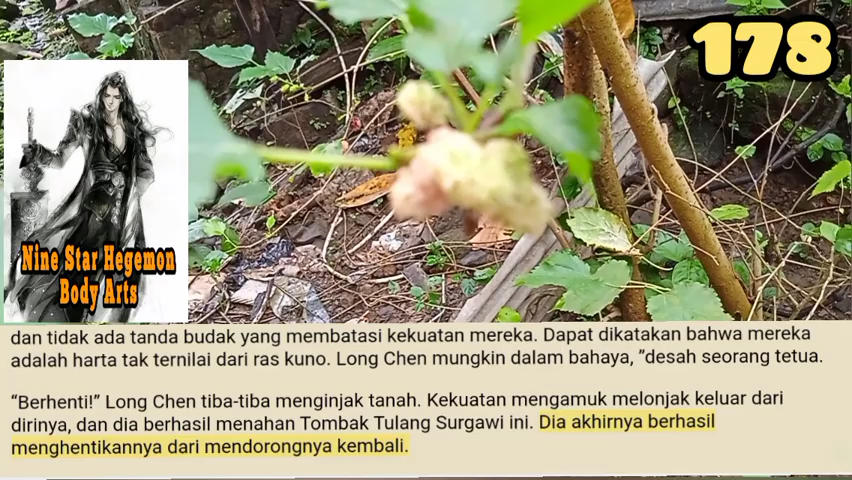 178
Nine Star Hegemon
Body Arts
dan tidak ada tanda budak yang membatasi kekuatan mereka. Dapat dikatakan bahwa mereka
adalah harta tak ternilai dari ras kuno. Long Chen mungkin dalam bahaya, ”desah seorang tetua.
“Berhenti!” Long Chen tiba-tiba menginjak tanah. Kekuatan mengamuk melonjak keluar dari
dirinya, dan dia berhasil menahan Tombak Tulang Surgawi ini. Dia akhirnya berhasil
menghentikannya dari mendorongnya kembali.